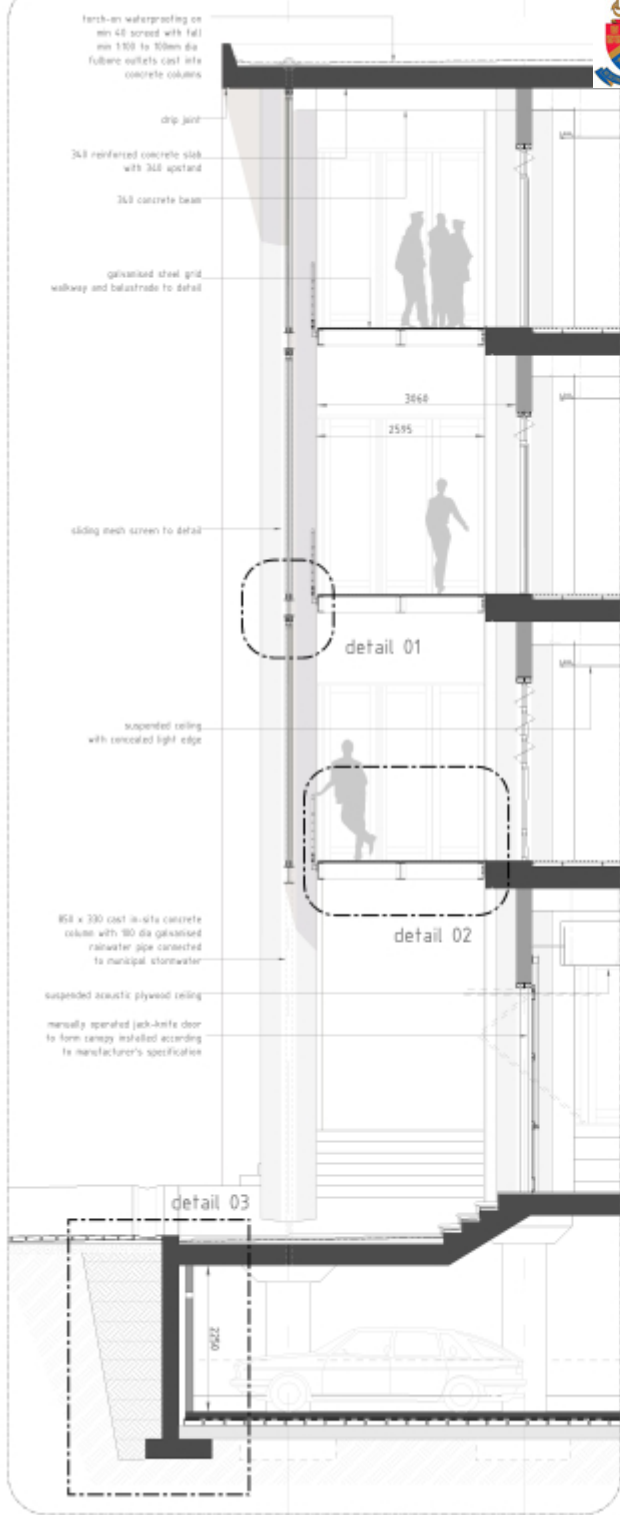 torch-on waterproofing on
min 40 screed with fall
min 1:100 to 100mm dia
fulbore outlets cast into
concrete columns
drip joint
340 reinforced concrete slab
with 340 upstand
340 concrete beam
galvanised steel grid
walkway and balustrade to detail
3060
2595
sliding mesh screen to detail
detail 01
suspended ceiling
with concealed light edge
850 x 330 cast in-situ concrete
column with 100 dia galvanised
rainwater pipe connected
to municipal stormwater
detail 02
suspended acoustic plywood ceiling
manually operated jack-knife door
to form canopy installed according
to manufacturer's specification
detail 03
2250